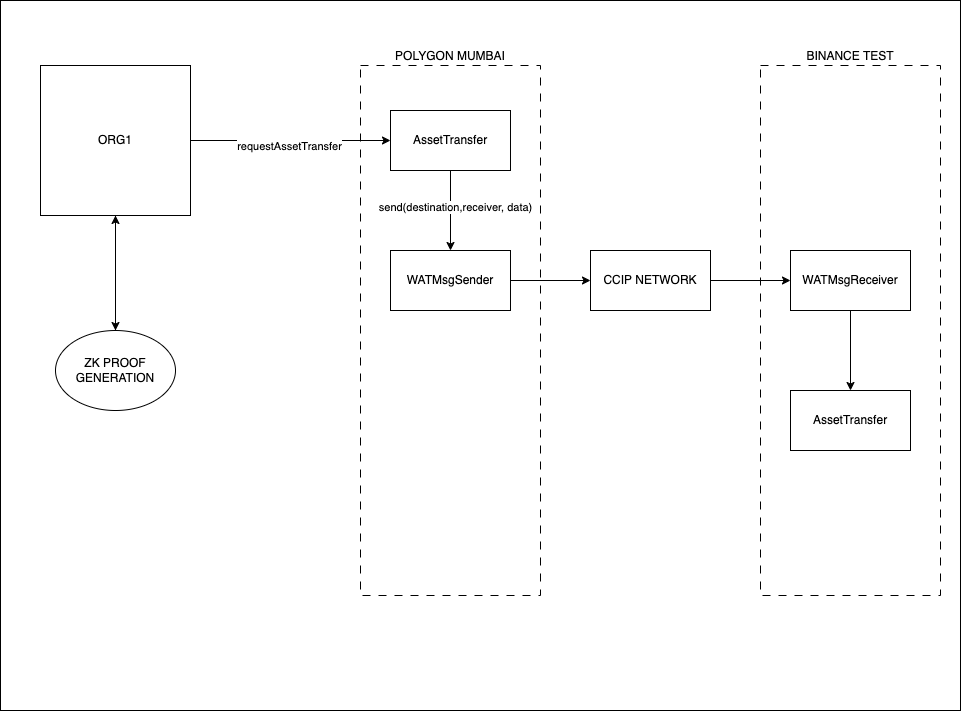 POLYGON MUMBAI
BINANCE TEST
ORG1
requestAssetTransfer
AssetTransfer
send(destination,receiver, data)
WATMsgSender
CCIP NETWORK
WATMsgReceiver
ZK PROOF
GENERATION
AssetTransfer